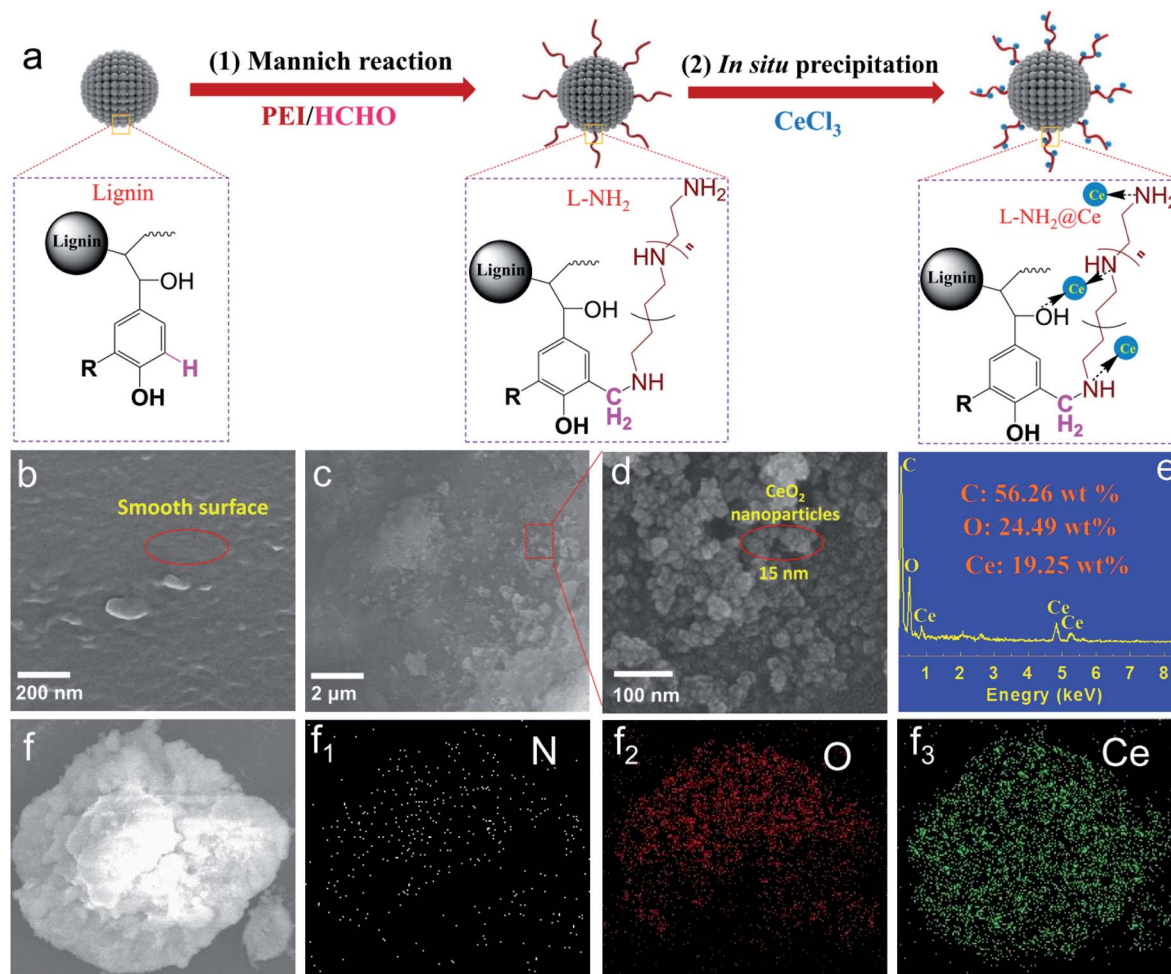 a
(1) Mannich reaction
PEI/HCHO
(2) In situ precipitation
CeCl₃
Lignin
Lignin
OH
R
H
OH
L-NH₂
NH₂
HN
n
Lignin
OH
R
OH
NH
C
H₂
L-NH₂@Ce
Ce
NH₂
HN
n
Lignin
Ce
OH
Ce
R
OH
NH
C
H₂
b
Smooth surface
200 nm
c
2 µm
d
CeO₂
nanoparticles
15 nm
100 nm
e
C
C: 56.26 wt %
O: 24.49 wt%
Ce: 19.25 wt%
O
Ce
Ce
Ce
1 2 3 4 5 6 7 8
Enegry (keV)
f
f₁
N
f₂
O
f₃
Ce